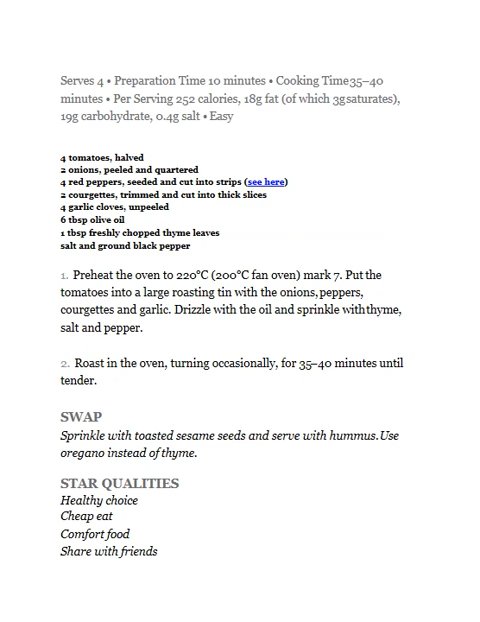 Serves 4 • Preparation Time 10 minutes • Cooking Time 35–40
minutes • Per Serving 252 calories, 18g fat (of which 3g saturates),
19g carbohydrate, 0.4g salt • Easy
4 tomatoes, halved
2 onions, peeled and quartered
4 red peppers, seeded and cut into strips (see here)
2 courgettes, trimmed and cut into thick slices
4 garlic cloves, unpeeled
6 tbsp olive oil
1 tbsp freshly chopped thyme leaves
salt and ground black pepper
1. Preheat the oven to 220°C (200°C fan oven) mark 7. Put the
tomatoes into a large roasting tin with the onions, peppers,
courgettes and garlic. Drizzle with the oil and sprinkle with thyme,
salt and pepper.
2. Roast in the oven, turning occasionally, for 35–40 minutes until
tender.
SWAP
Sprinkle with toasted sesame seeds and serve with hummus. Use
oregano instead of thyme.
STAR QUALITIES
Healthy choice
Cheap eat
Comfort food
Share with friends